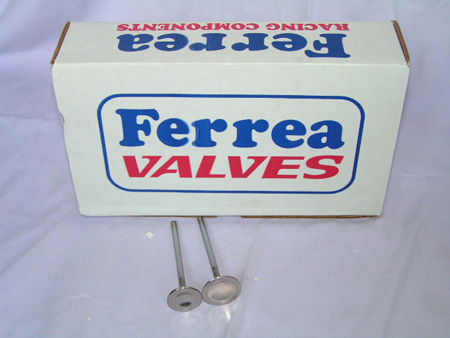 Ferrea
RACING COMPONENTS
Ferrea
VALVES